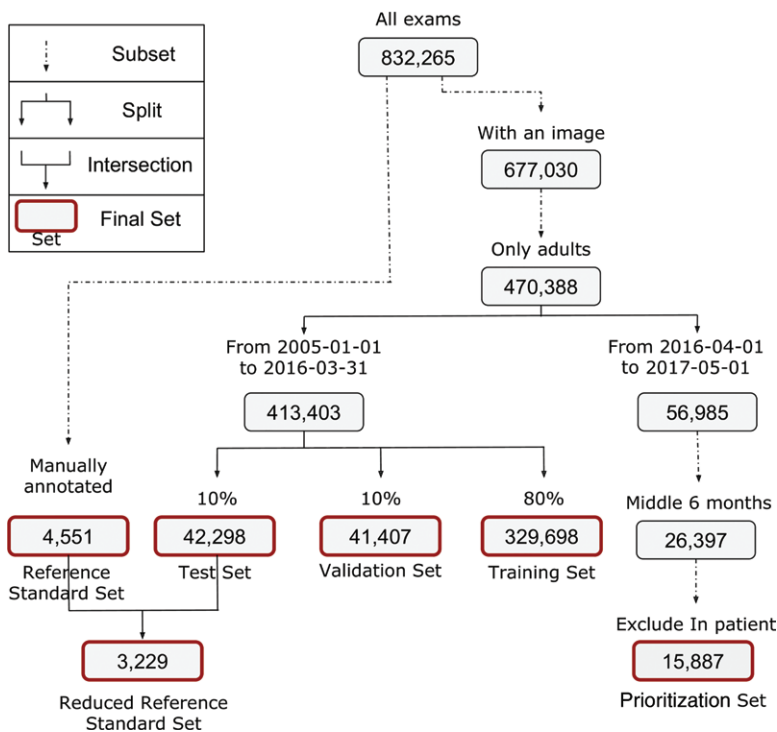 All exams
832,265
Subset
Split
Intersection
Final Set
Set
With an image
677,030
Only adults
470,388
From 2005-01-01
to 2016-03-31
413,403
From 2016-04-01
to 2017-05-01
56,985
Manually
annotated
4,551
Reference
Standard Set
10%
42,298
Test Set
10%
41,407
Validation Set
80%
329,698
Training Set
Middle 6 months
26,397
Exclude In patient
15,887
Prioritization Set
3,229
Reduced Reference
Standard Set